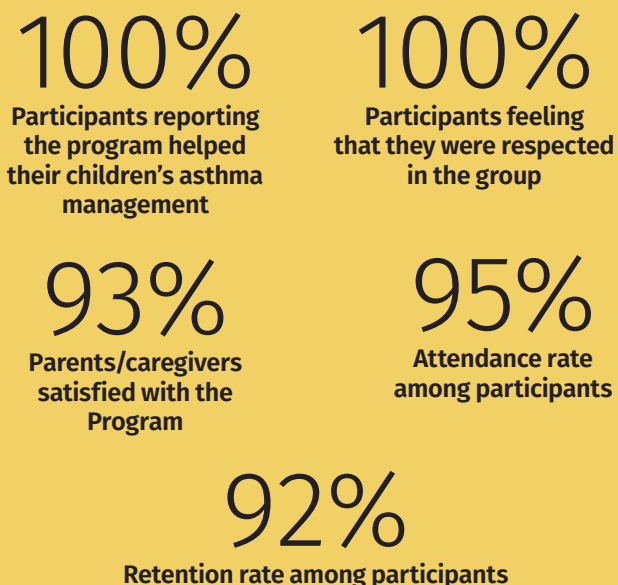 100%
Participants reporting
the program helped
their children's asthma
management
100%
Participants feeling
that they were respected
in the group
93%
Parents/caregivers
satisfied with the
Program
95%
Attendance rate
among participants
92%
Retention rate among participants